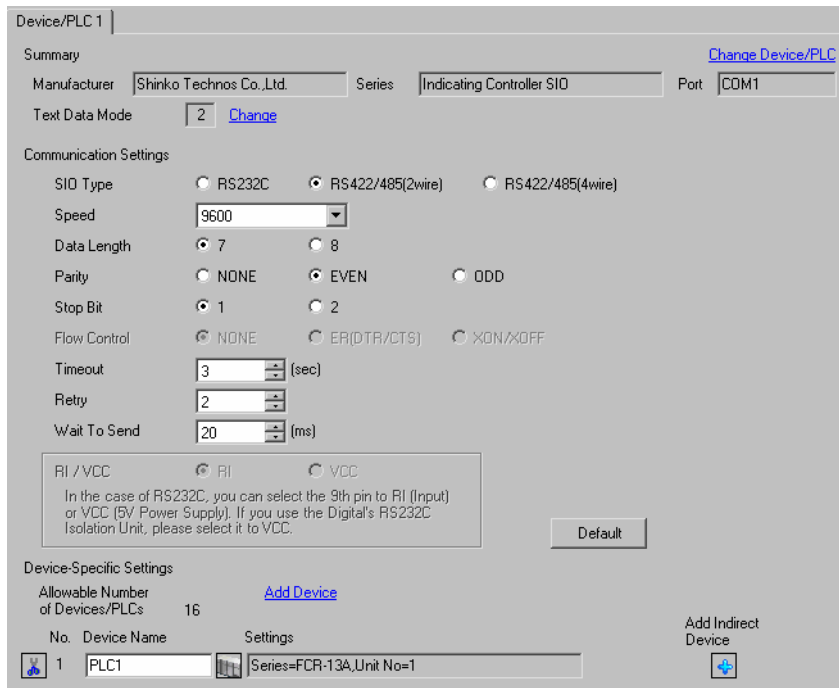 Device/PLC 1
Summary
Change Device/PLC
Manufacturer Shinko Technos Co.,Ltd. Series Indicating Controller SIO Port COM1
Text Data Mode 2 Change
Communication Settings
SIO Type RS232C RS422/485(2wire) RS422/485(4wire)
Speed 9600
Data Length 7 8
Parity NONE EVEN ODD
Stop Bit 1 2
Flow Control NONE ER(DTR/CTS) XON/XOFF
Timeout 3 (sec)
Retry 2
Wait To Send 20 (ms)
RI / VCC RI VCC
In the case of RS232C, you can select the 9th pin to RI (Input)
or VCC (5V Power Supply). If you use the Digital's RS232C
Isolation Unit, please select it to VCC.
Default
Device-Specific Settings
Allowable Number
of Devices/PLCs 16
Add Device
Add Indirect
Device
No. Device Name Settings
1 PLC1 Series=FCR-13A,Unit No=1